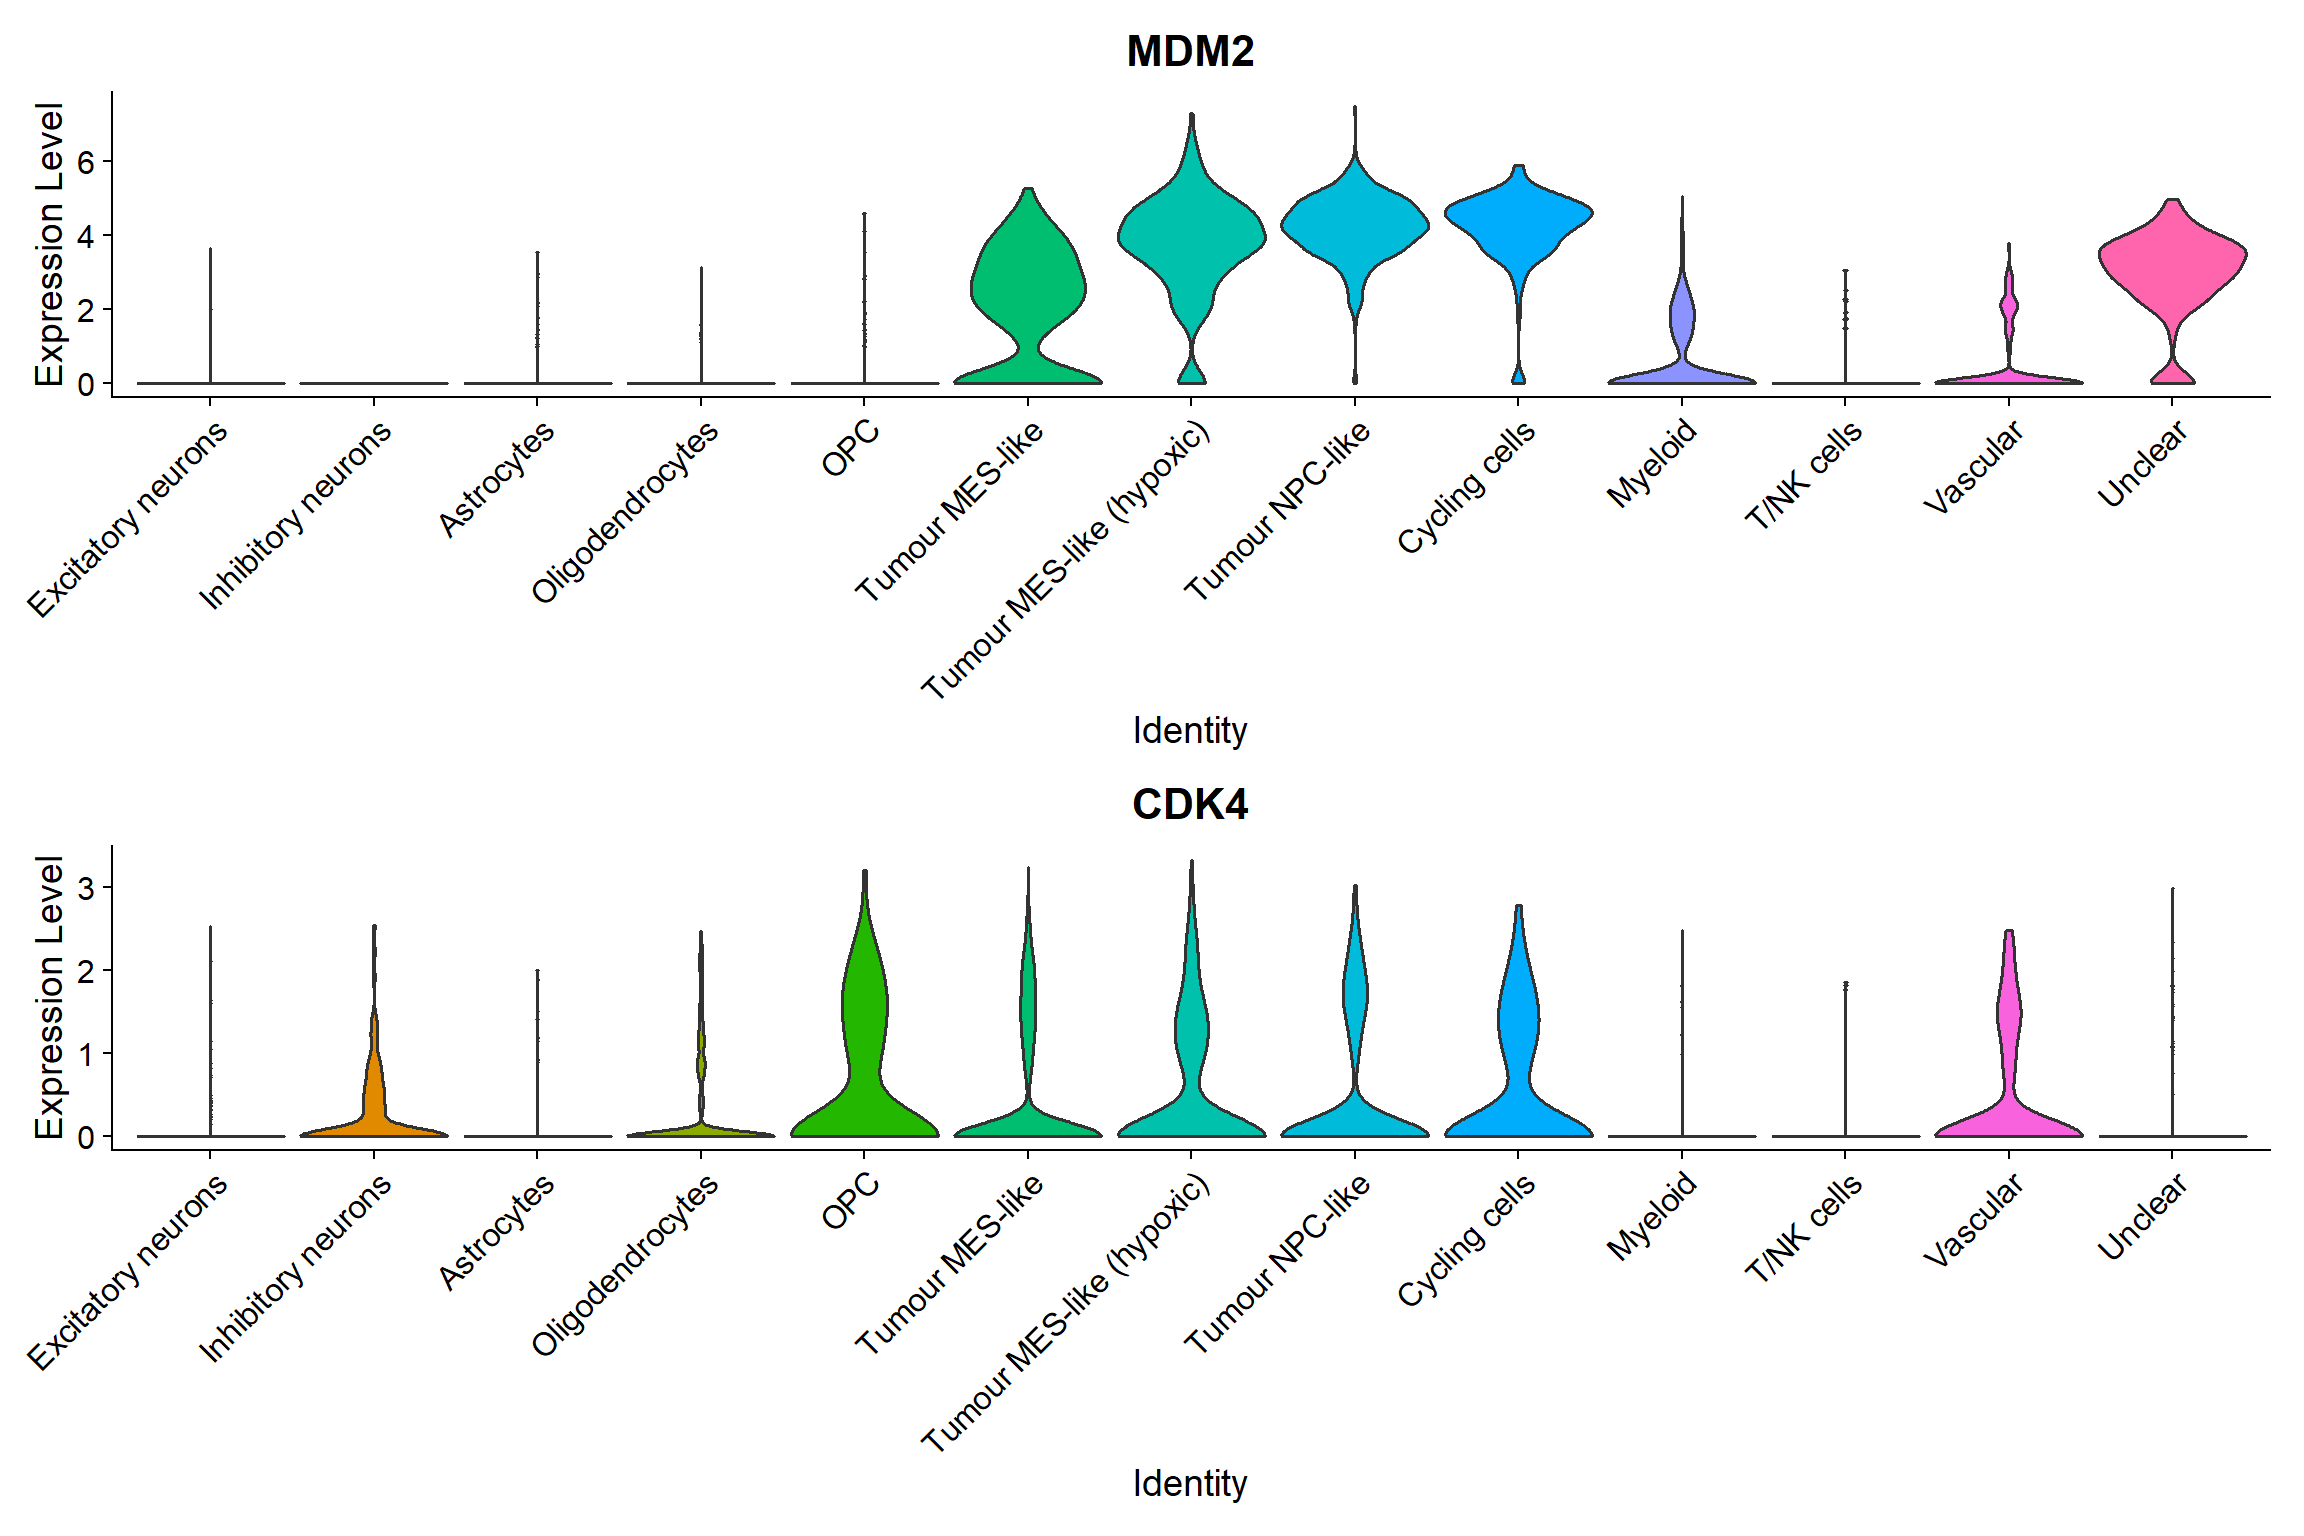 MDM2
Expression Level
6
4
2
0
Excitatory neurons
Inhibitory neurons
Astrocytes
Oligodendrocytes
OPC
Tumour MES-like
Tumour MES-like (hypoxic)
Tumour NPC-like
Cycling cells
Myeloid
T/NK cells
Vascular
Unclear
Identity
CDK4
Expression Level
3
2
1
0
Excitatory neurons
Inhibitory neurons
Astrocytes
Oligodendrocytes
OPC
Tumour MES-like
Tumour MES-like (hypoxic)
Tumour NPC-like
Cycling cells
Myeloid
T/NK cells
Vascular
Unclear
Identity